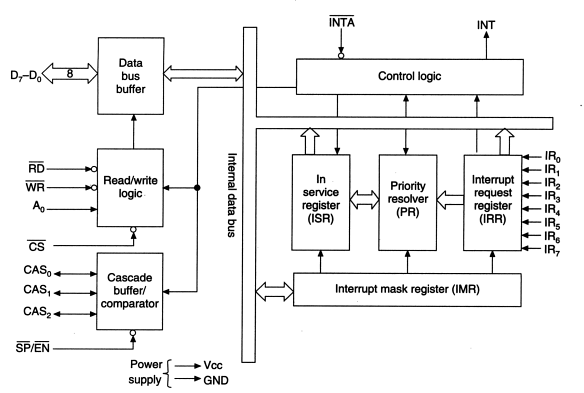 INTA
INT
D7–D0
8
Data
bus
buffer
Control logic
Internal data bus
RD
WR
A0
CS
Read/write
logic
In
service
register
(ISR)
Priority
resolver
(PR)
Interrupt
request
register
(IRR)
IR0
IR1
IR2
IR3
IR4
IR5
IR6
IR7
CAS0
CAS1
CAS2
Cascade
buffer/
comparator
Interrupt mask register (IMR)
SP/EN
Power
supply
Vcc
GND